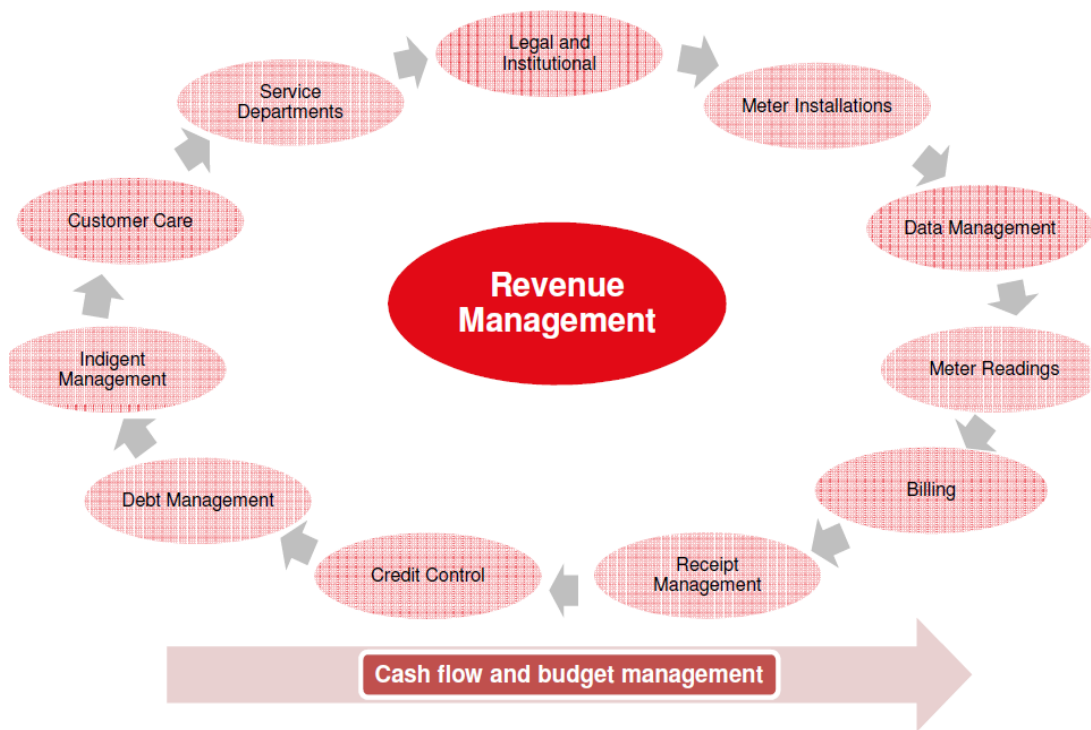 Legal and
Institutional
Meter Installations
Data Management
Meter Readings
Billing
Receipt
Management
Credit Control
Debt Management
Indigent
Management
Customer Care
Service
Departments
Revenue
Management
Cash flow and budget management